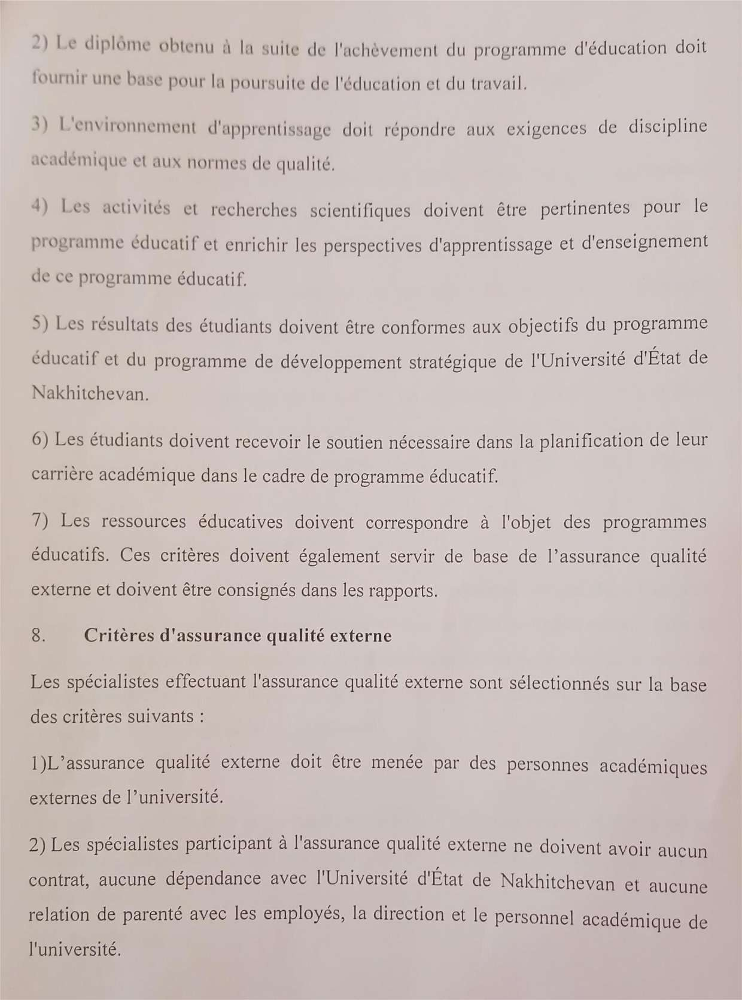 2) Le diplôme obtenu à la suite de l'achèvement du programme d'éducation doit
fournir une base pour la poursuite de l'éducation et du travail.
3) L'environnement d'apprentissage doit répondre aux exigences de discipline
académique et aux normes de qualité.
4) Les activités et recherches scientifiques doivent être pertinentes pour le
programme éducatif et enrichir les perspectives d'apprentissage et d'enseignement
de ce programme éducatif.
5) Les résultats des étudiants doivent être conformes aux objectifs du programme
éducatif et du programme de développement stratégique de l'Université d'État de
Nakhitchevan.
6) Les étudiants doivent recevoir le soutien nécessaire dans la planification de leur
carrière académique dans le cadre de programme éducatif.
7) Les ressources éducatives doivent correspondre à l'objet des programmes
éducatifs. Ces critères doivent également servir de base de l’assurance qualité
externe et doivent être consignés dans les rapports.
8. Critères d'assurance qualité externe
Les spécialistes effectuant l'assurance qualité externe sont sélectionnés sur la base
des critères suivants :
1)L’assurance qualité externe doit être menée par des personnes académiques
externes de l’université.
2) Les spécialistes participant à l'assurance qualité externe ne doivent avoir aucun
contrat, aucune dépendance avec l'Université d'État de Nakhitchevan et aucune
relation de parenté avec les employés, la direction et le personnel académique de
l'université.